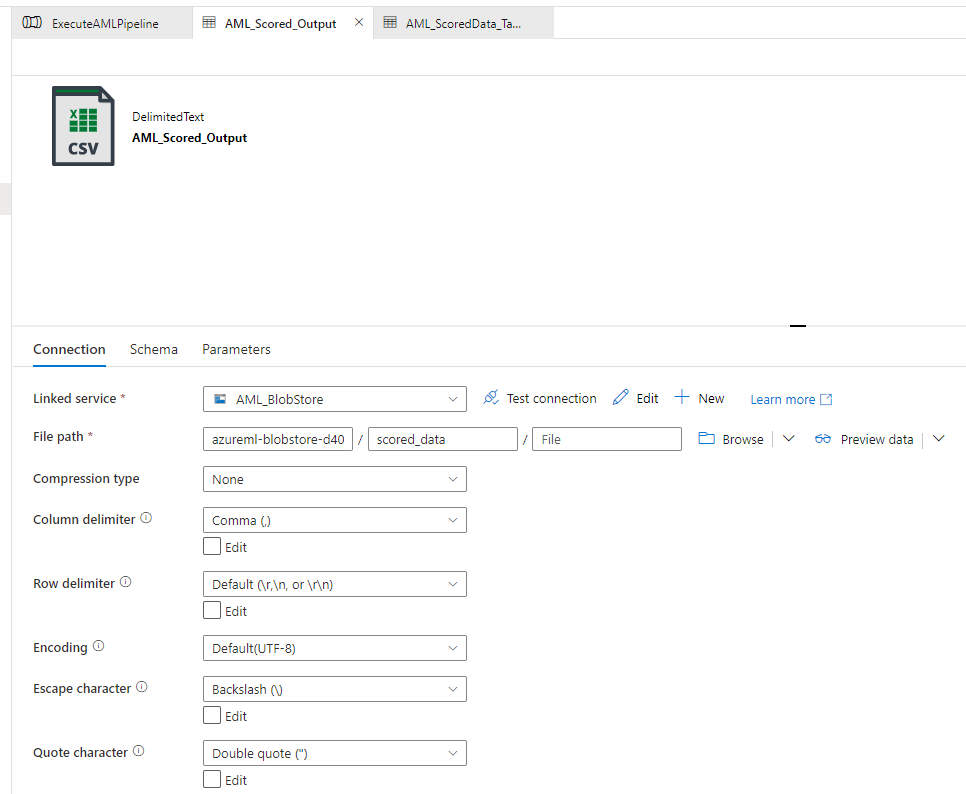 ExecuteAMLPipeline AML_Scored_Output AML_ScoredData_Ta...
X
CSV
DelimitedText
AML_Scored_Output
Connection Schema Parameters
Linked service * AML_BlobStore Test connection Edit New Learn more
File path * azureml-blobstore-d40 / scored_data / File Browse Preview data
Compression type None
Column delimiter Comma (,)
Edit
Row delimiter Default (\r,\n, or \r\n)
Edit
Encoding Default(UTF-8)
Escape character Backslash (\)
Edit
Quote character Double quote (")
Edit